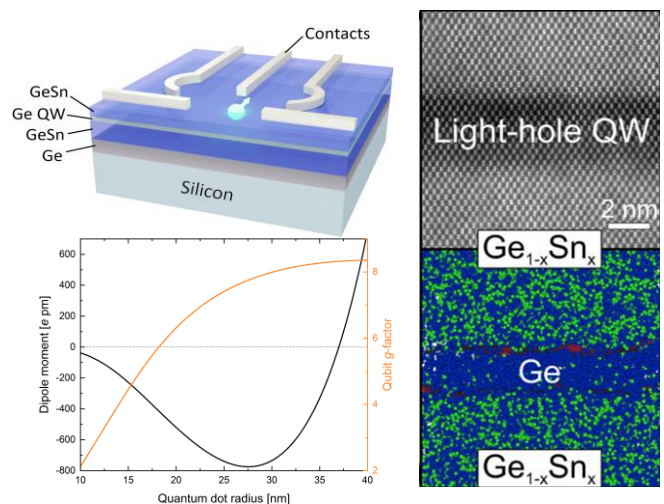 Contacts
GeSn
Ge QW
GeSn
Ge
Silicon
Dipole moment [e pm]
600
400
200
0
-200
-400
-600
-800
10
15
20
25
30
35
40
Quantum dot radius [nm]
8
6
4
2
Qubit g-factor
Light-hole QW
2 nm
Ge1-xSnx
Ge
Ge1-xSnx